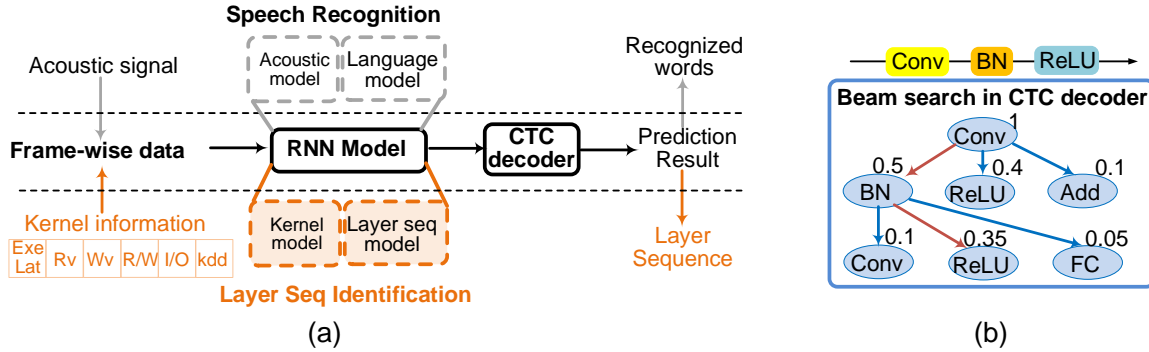 Speech Recognition
Acoustic signal
Acoustic model
Language model
Recognized words
Frame-wise data
RNN Model
CTC decoder
Prediction Result
Kernel information
Exe Lat
Rv
Wv
R/W
I/O
kdd
Kernel model
Layer seq model
Layer Sequence
Layer Seq Identification
(a)
Conv
BN
ReLU
Beam search in CTC decoder
Conv
1
0.5
0.4
0.1
BN
ReLU
Add
0.1
0.35
0.05
Conv
ReLU
FC
(b)